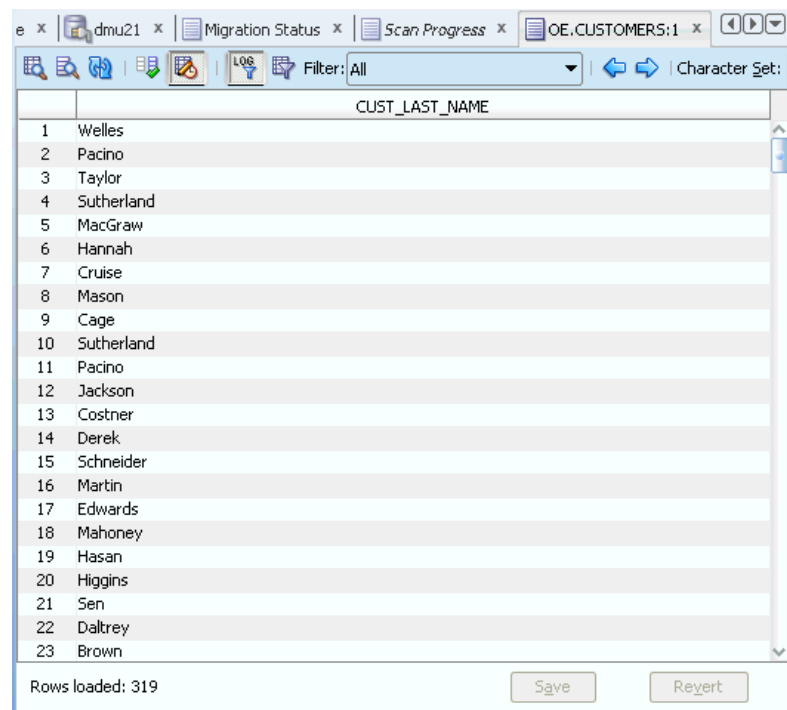 e x dmu21 x Migration Status x Scan Progress x OE.CUSTOMERS:1 x
LOG Filter: All Character Set:
CUST_LAST_NAME
1 Welles
2 Pacino
3 Taylor
4 Sutherland
5 MacGraw
6 Hannah
7 Cruise
8 Mason
9 Cage
10 Sutherland
11 Pacino
12 Jackson
13 Costner
14 Derek
15 Schneider
16 Martin
17 Edwards
18 Mahoney
19 Hasan
20 Higgins
21 Sen
22 Daltrey
23 Brown
Rows loaded: 319 Save Revert